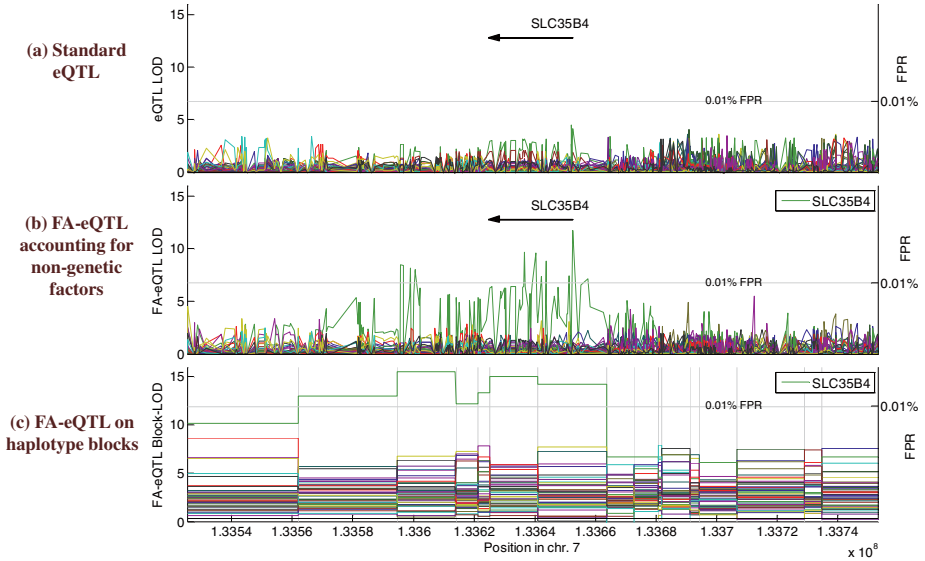 (a) Standard
eQTL
eQTL LOD
15
10
5
0
SLC35B4
0.01% FPR
0.01%
FPR
(b) FA-eQTL
accounting for
non-genetic
factors
FA-eQTL LOD
15
10
5
0
SLC35B4
SLC35B4
0.01% FPR
0.01%
FPR
(c) FA-eQTL on
haplotype blocks
FA-eQTL Block-LOD
15
10
5
0
SLC35B4
0.01% FPR
0.01%
FPR
1.3354 1.3356 1.3358 1.336 1.3362 1.3364 1.3366 1.3368 1.337 1.3372 1.3374
Position in chr. 7
x 10^8